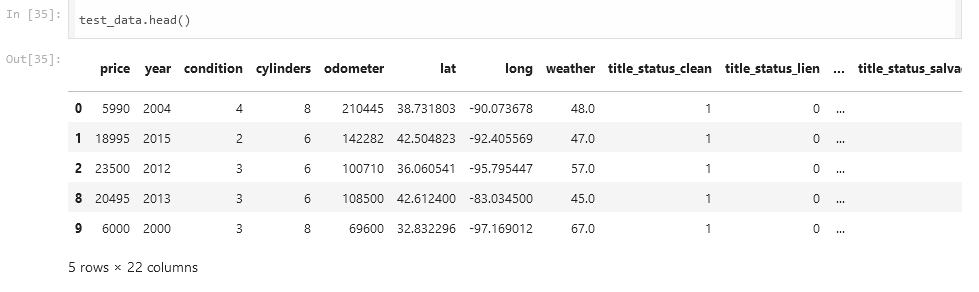 In [35]: test_data.head()
Out[35]:
price year condition cylinders odometer lat long weather title_status_clean title_status_lien ...
0 5990 2004 4 8 210445 38.731803 -90.073678 48.0 1 0 ...
1 18995 2015 2 6 142282 42.504823 -92.405569 47.0 1 0 ...
2 23500 2012 3 6 100710 36.060541 -95.795447 57.0 1 0 ...
8 20495 2013 3 6 108500 42.612400 -83.034500 45.0 1 0 ...
9 6000 2000 3 8 69600 32.832296 -97.169012 67.0 1 0 ...
5 rows × 22 columns